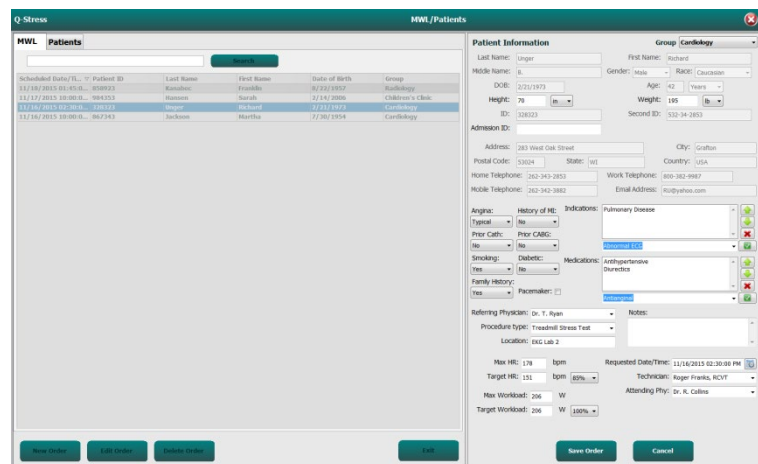 Q-Stress MWL/Patients
MWL Patients
Search
Scheduled Date/Ti... Patient ID Last Name First Name Date of Birth Group
11/18/2015 01:45:0... 858923 Franklin 8/22/1957 Radiology
11/17/2015 10:00:0... 984353 Hanson Sarah 2/14/2006 Children's Clinic
11/16/2015 02:30:0... 328323 Unger Richard 2/21/1973 Cardiology
11/16/2015 10:00:0... 867343 Jackson Martha 7/30/1954 Cardiology
New Order Edit Order Delete Order Exit
Patient Information Group Cardiology
Last Name: Unger First Name: Richard
Middle Name: B. Gender: Male Race: Caucasian
DOB: 2/21/1973 Age: 42 Years
Height: 70 in Weight: 195 lb
ID: 328323 Second ID: 532-34-2853
Admission ID:
Address: 283 West Oak Street City: Grafton
Postal Code: 53024 State: WI Country: USA
Home Telephone: 262-343-2853 Work Telephone: 800-382-9987
Mobile Telephone: 262-342-3882 Email Address:
Angina: History of MI: Indications: Pulmonary Disease
Typical No
Prior Cath: Prior CABG:
No No Abnormal ECG
Smoking: Diabetic: Medications: Antihypertensive
Yes No Diurectics
Family History:
Yes Pacemaker:
Antianginal
Referring Physician: Dr. T. Ryan Notes:
Procedure type: Treadmill Stress Test
Location: EKG Lab 2
Max HR: 178 bpm Requested Date/Time: 11/16/2015 02:30:00 PM
Target HR: 151 bpm 85% Technician: Roger Franks, RCVT
Max Workload: 206 W Attending Phy: Dr. R. Collins
Target Workload: 206 W 100%
Save Order Cancel